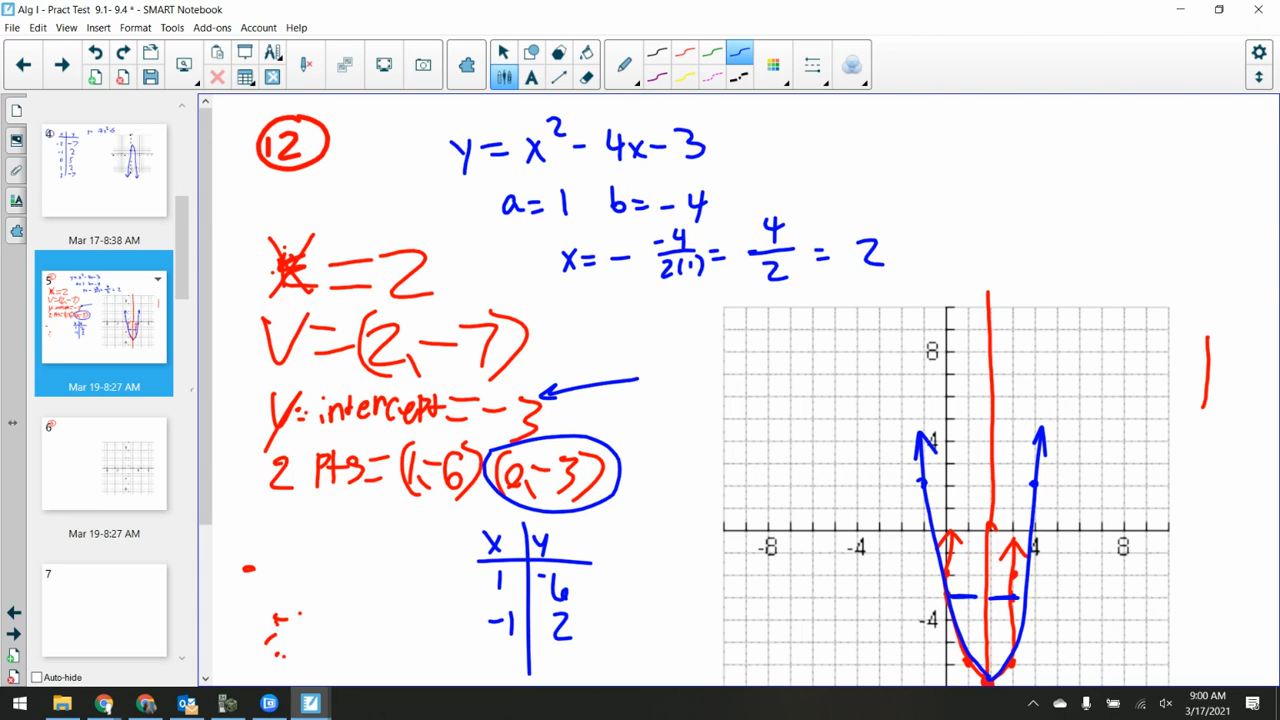 Alg I - Pract Test 9.1- 9.4 * - SMART Notebook
File Edit View Insert Format Tools Add-ons Account Help
4
Mar 17-8:38 AM
5
Mar 19-8:27 AM
6
Mar 19-8:27 AM
7
Auto-hide
12
y = x² - 4x - 3
a = 1 b = -4
x = - -4/2(1) = 4/2 = 2
= 2
V = (2, -7)
y-intercept = -3
2 Pts = (1, -6) (0, -3)
x y
1 -6
-1 2
8
4
-8 -4 4 8
-4
9:00 AM
3/17/2021